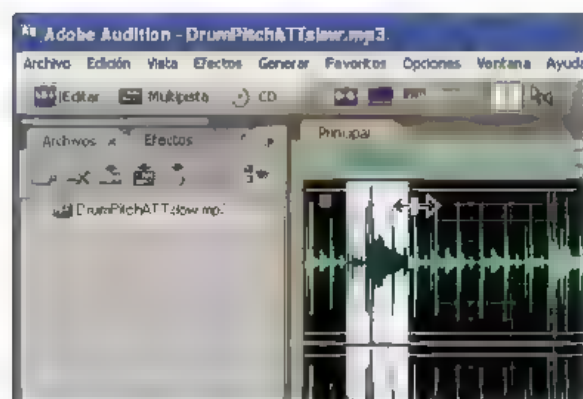 Adobe Audition - DrumPitchATTslow.mp3
Archivo Edición Vista Efectos Generar Favoritos Opciones Ventana Ayuda
Editar Multipista CD
Archivos x Efectos Principal
DrumPitchATTslow.mp3